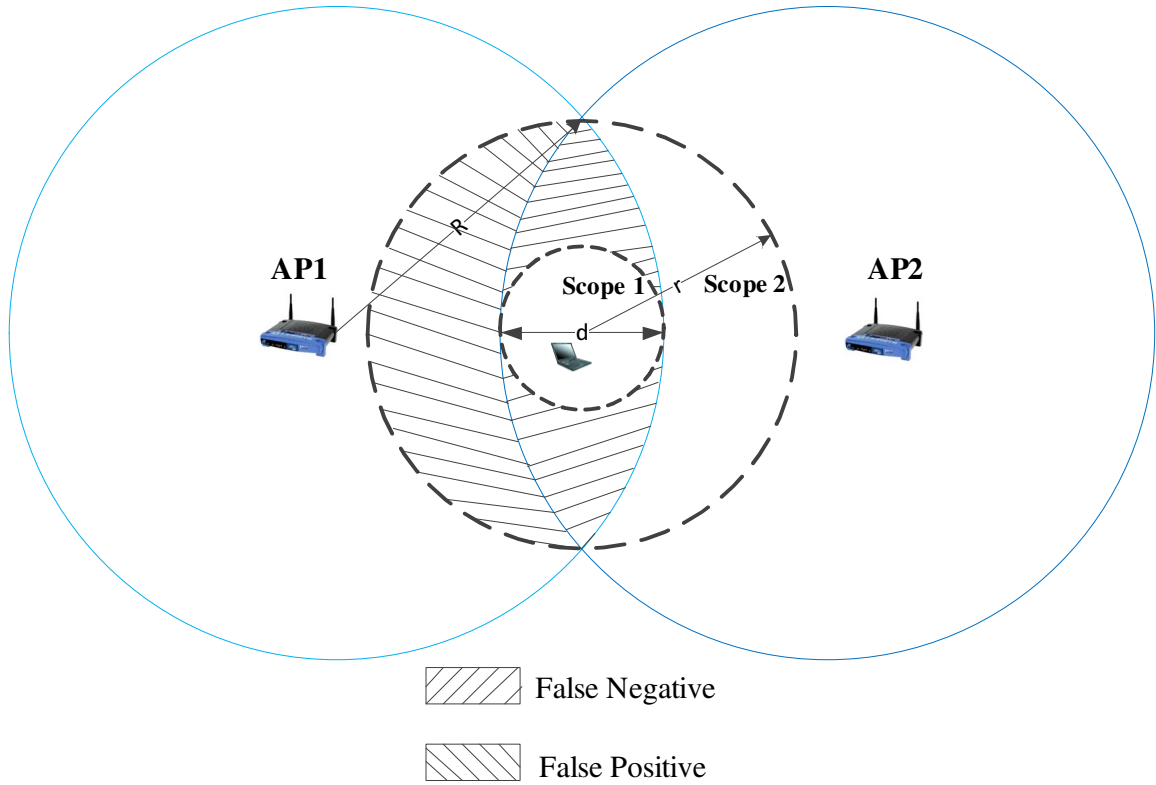 R
AP1
AP2
Scope 1
r
Scope 2
d
False Negative
False Positive